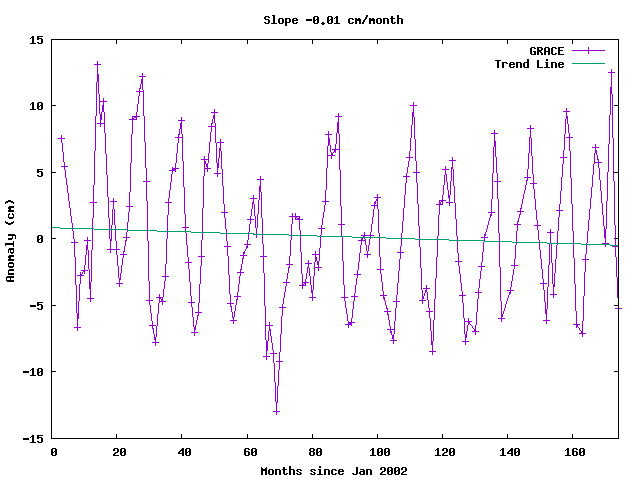 Slope -0.01 cm/month
GRACE
Trend Line
15
10
5
0
-5
-10
-15
Anomaly (cm)
0 20 40 60 80 100 120 140 160
Months since Jan 2002